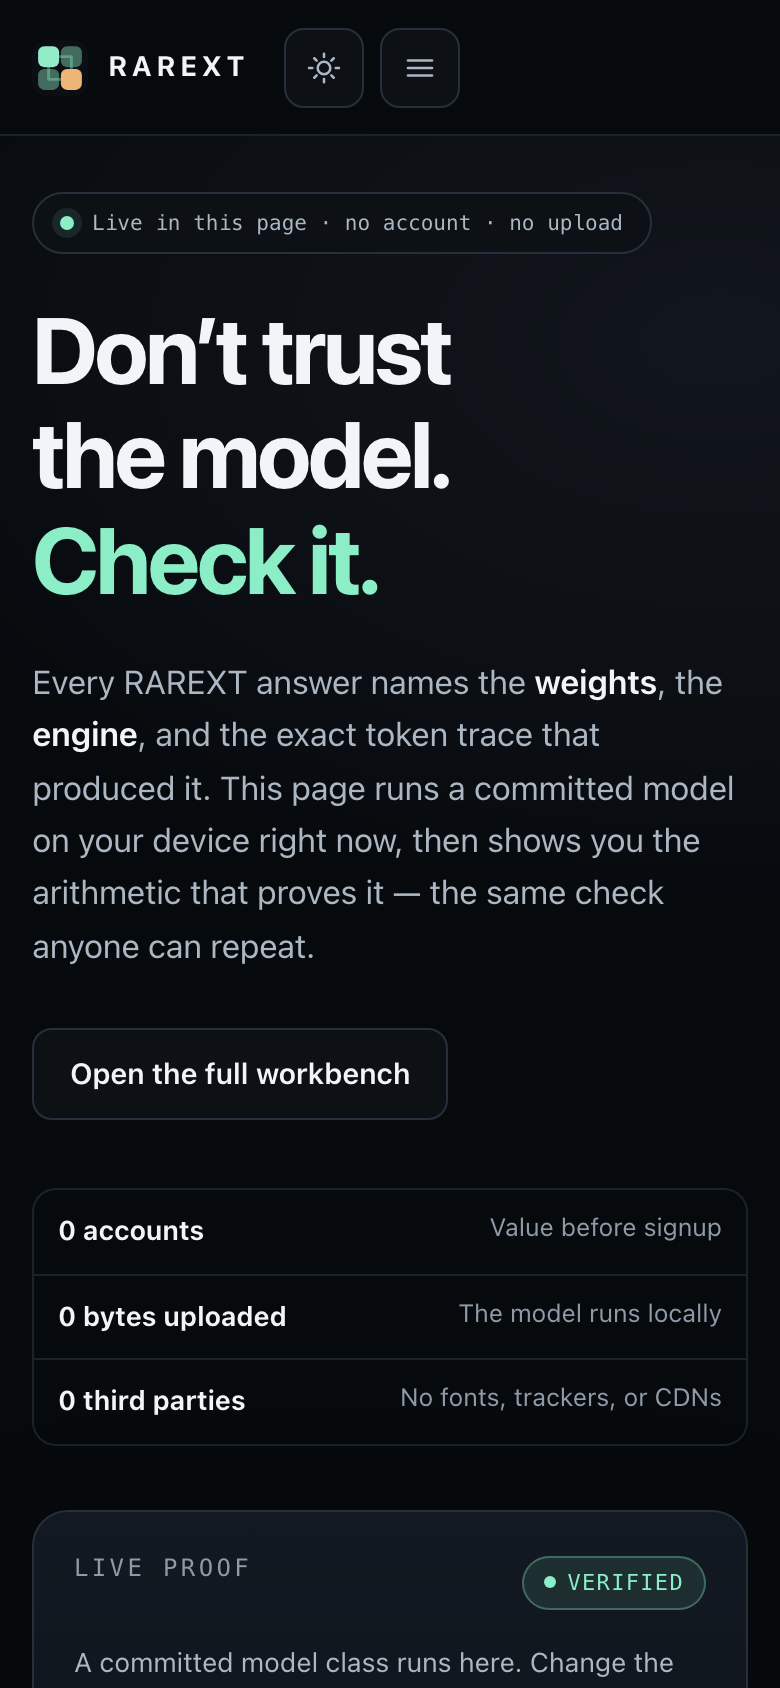 RAREXT
Live in this page · no account · no upload
Don’t trust
the model.
Check it.
Every RAREXT answer names the weights, the
engine, and the exact token trace that
produced it. This page runs a committed model
on your device right now, then shows you the
arithmetic that proves it — the same check
anyone can repeat.
Open the full workbench
0 accounts Value before signup
0 bytes uploaded The model runs locally
0 third parties No fonts, trackers, or CDNs
LIVE PROOF VERIFIED
A committed model class runs here. Change the